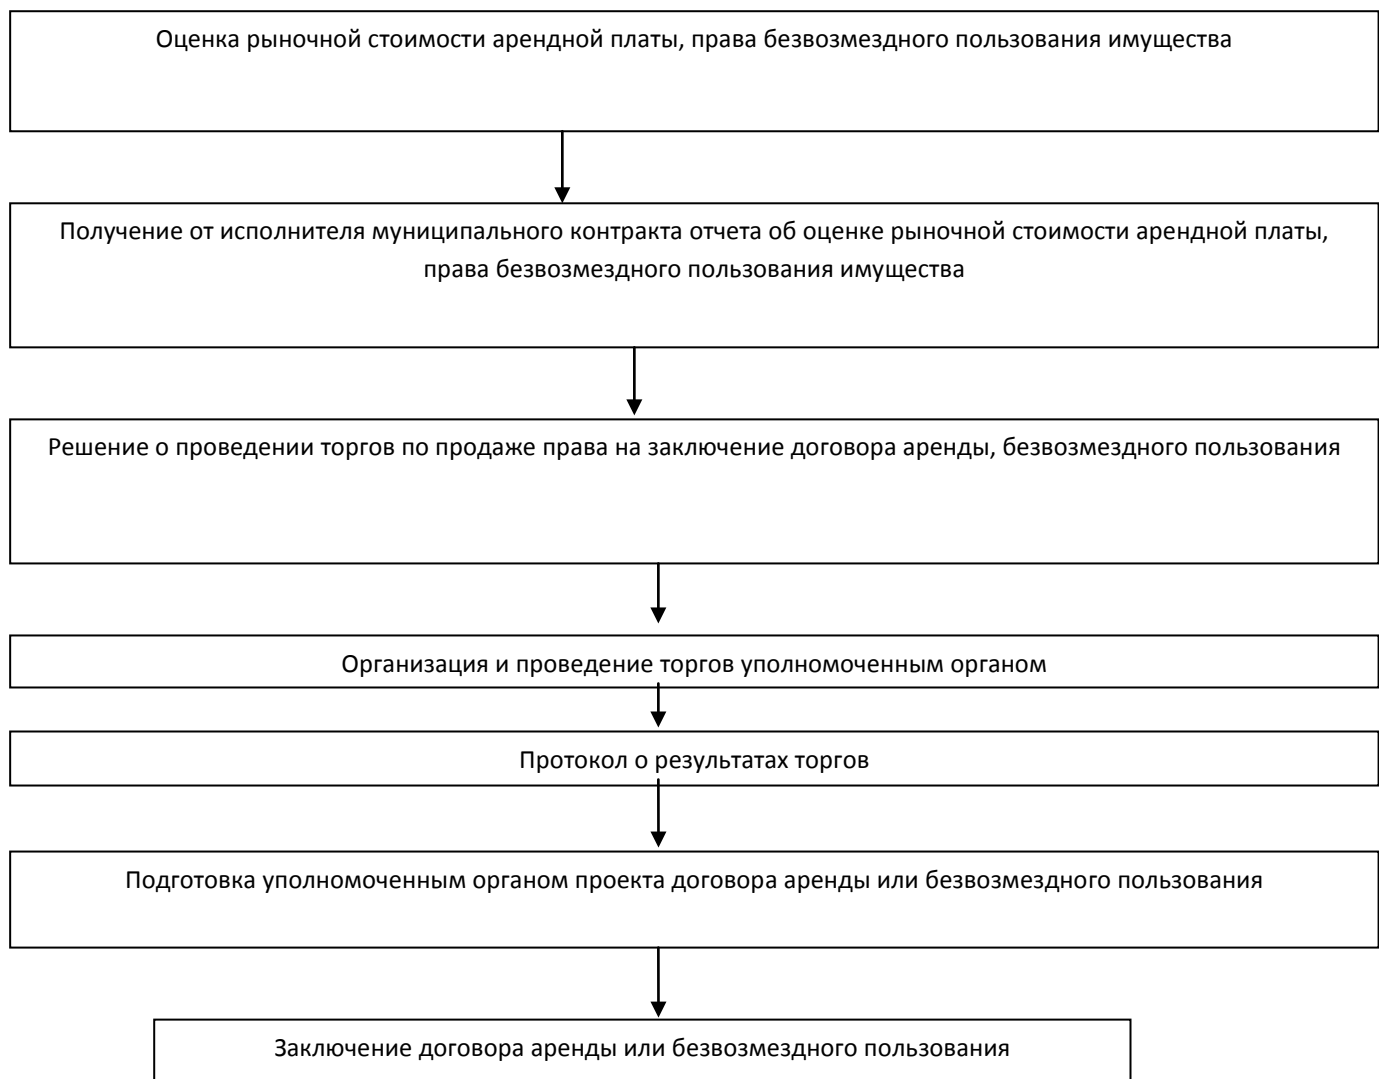 Оценка рыночной стоимости арендной платы, права безвозмездного пользования имущества
Получение от исполнителя муниципального контракта отчета об оценке рыночной стоимости арендной платы,
права безвозмездного пользования имущества
Решение о проведении торгов по продаже права на заключение договора аренды, безвозмездного пользования
Организация и проведение торгов уполномоченным органом
Протокол о результатах торгов
Подготовка уполномоченным органом проекта договора аренды или безвозмездного пользования
Заключение договора аренды или безвозмездного пользования